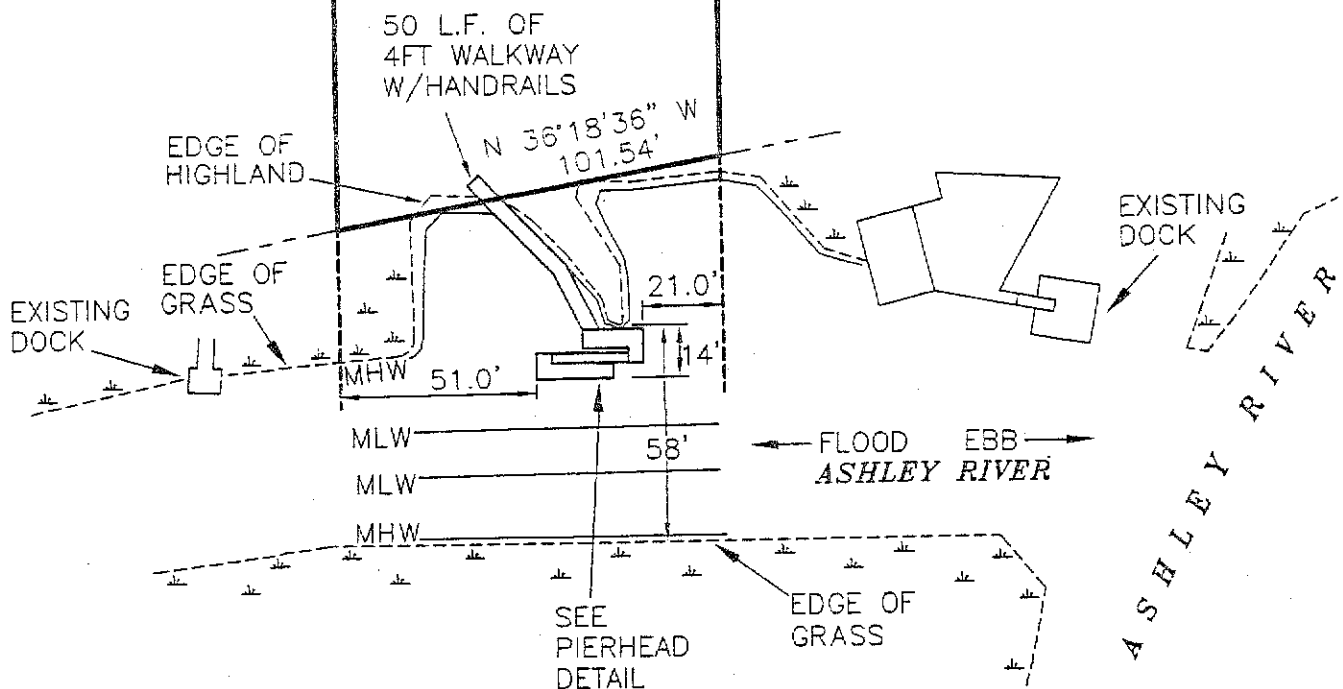 50 L.F. OF
4FT WALKWAY
W/HANDRAILS
N 36°18'36" W
101.54'
EDGE OF
HIGHLAND
EXISTING
DOCK
EDGE OF
GRASS
EXISTING
DOCK
21.0'
14'
MHW
51.0'
MLW
58'
FLOOD EBB
ASHLEY RIVER
MLW
MHW
ASHLEY RIVER
SEE
PIERHEAD
DETAIL
EDGE OF
GRASS